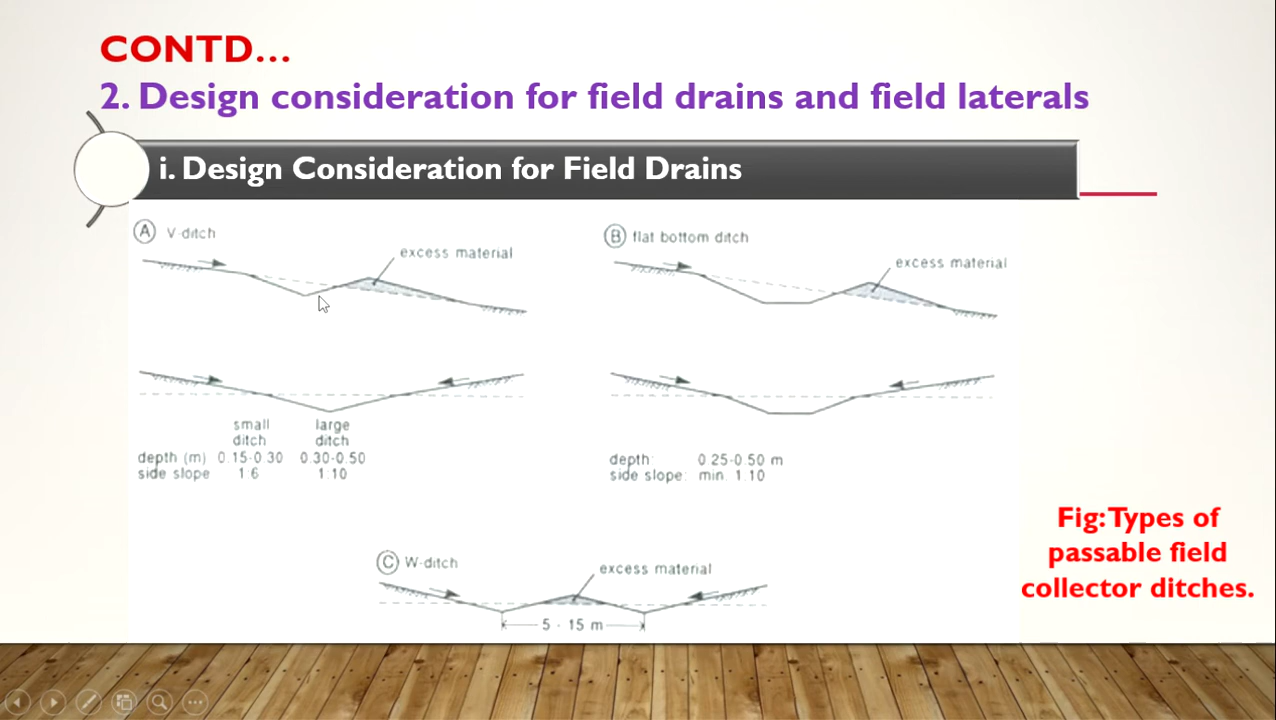 CONTD...
2. Design consideration for field drains and field laterals
i. Design Consideration for Field Drains
A V-ditch
excess material
B flat bottom ditch
excess material
small large
ditch ditch
depth (m) 0.15-0.30 0.30-0.50
side slope 1:6 1:10
depth: 0.25-0.50 m
side slope: min. 1:10
C W-ditch
excess material
5 - 15 m
Fig: Types of
passable field
collector ditches.